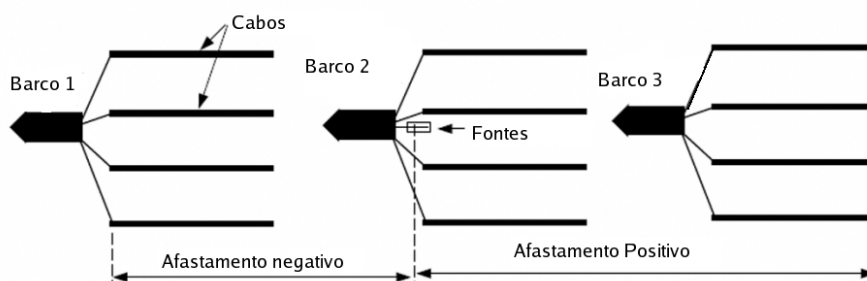 Cabos
Barco 1
Barco 2
Barco 3
Fontes
Afastamento negativo
Afastamento Positivo